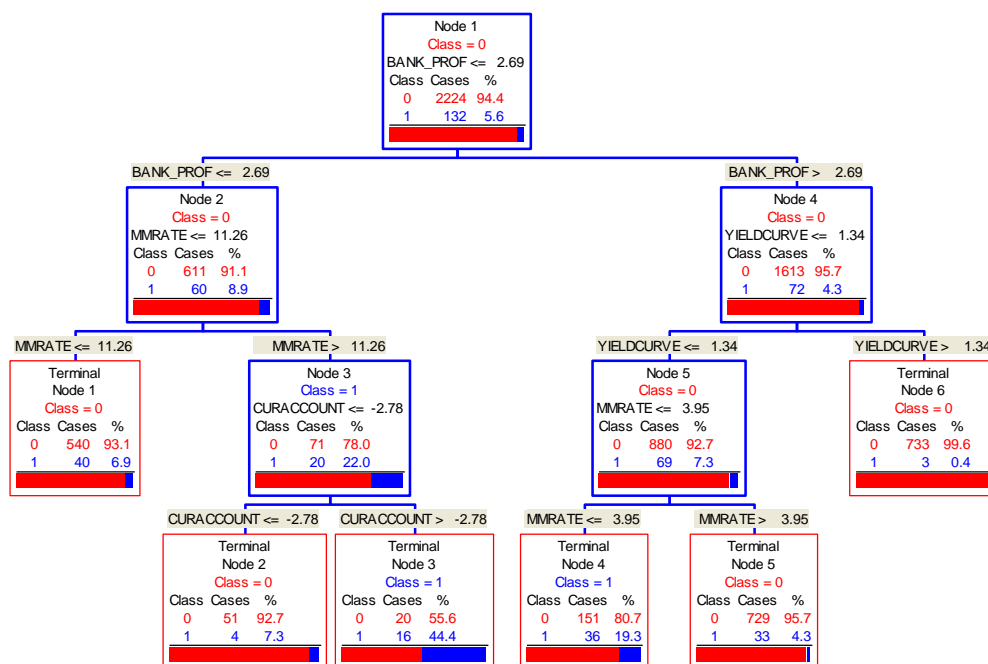 Node 1
Class = 0
BANK_PROF <= 2.69
Class Cases %
0 2224 94.4
1 132 5.6
BANK_PROF <= 2.69
BANK_PROF > 2.69
Node 2
Class = 0
MMRATE <= 11.26
Class Cases %
0 611 91.1
1 60 8.9
Node 4
Class = 0
YIELDCURVE <= 1.34
Class Cases %
0 1613 95.7
1 72 4.3
MMRATE <= 11.26
MMRATE > 11.26
YIELDCURVE <= 1.34
YIELDCURVE > 1.34
Terminal
Node 1
Class = 0
Class Cases %
0 540 93.1
1 40 6.9
Node 3
Class = 1
CURACCOUNT <= -2.78
Class Cases %
0 71 78.0
1 20 22.0
Node 5
Class = 0
MMRATE <= 3.95
Class Cases %
0 880 92.7
1 69 7.3
Terminal
Node 6
Class = 0
Class Cases %
0 733 99.6
1 3 0.4
CURACCOUNT <= -2.78
CURACCOUNT > -2.78
MMRATE <= 3.95
MMRATE > 3.95
Terminal
Node 2
Class = 0
Class Cases %
0 51 92.7
1 4 7.3
Terminal
Node 3
Class = 1
Class Cases %
0 20 55.6
1 16 44.4
Terminal
Node 4
Class = 1
Class Cases %
0 151 80.7
1 36 19.3
Terminal
Node 5
Class = 0
Class Cases %
0 729 95.7
1 33 4.3